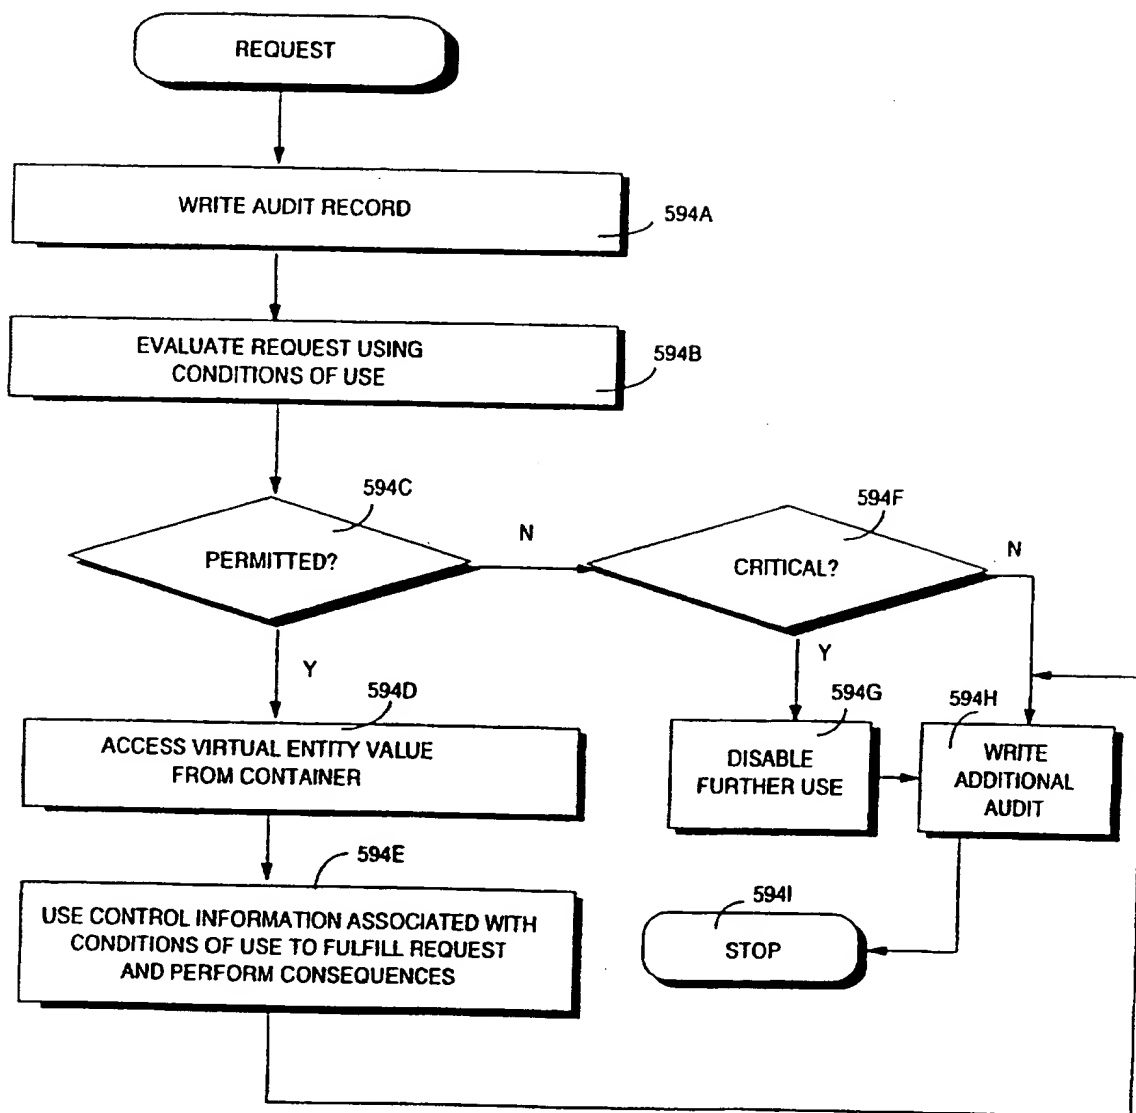 REQUEST
WRITE AUDIT RECORD
594A
EVALUATE REQUEST USING
CONDITIONS OF USE
594B
594C
PERMITTED?
N
594F
CRITICAL?
N
Y
Y
594D
ACCESS VIRTUAL ENTITY VALUE
FROM CONTAINER
594G
DISABLE
FURTHER USE
594H
WRITE
ADDITIONAL
AUDIT
594E
USE CONTROL INFORMATION ASSOCIATED WITH
CONDITIONS OF USE TO FULFILL REQUEST
AND PERFORM CONSEQUENCES
594I
STOP